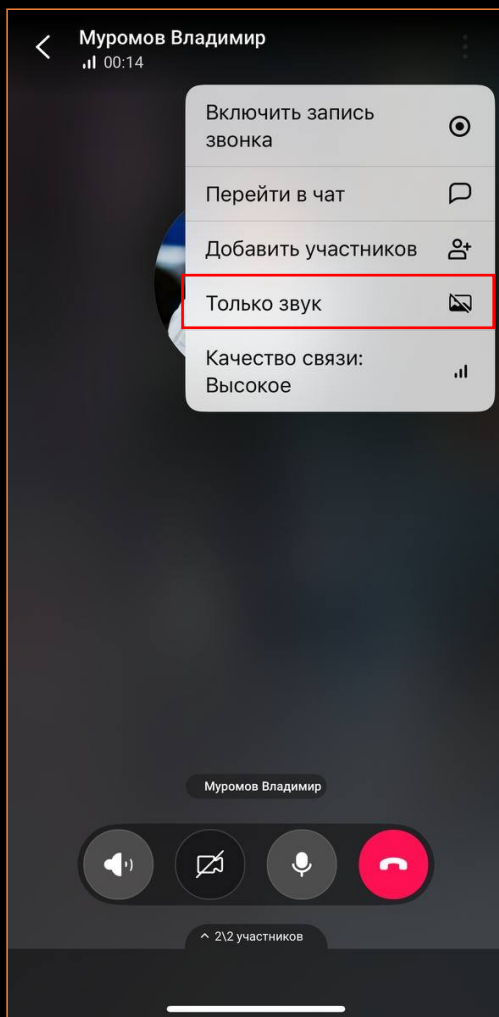 Муромов Владимир
00:14
Включить запись
звонка
Перейти в чат
Добавить участников
Только звук
Качество связи:
Высокое
Муромов Владимир
2\2 участников